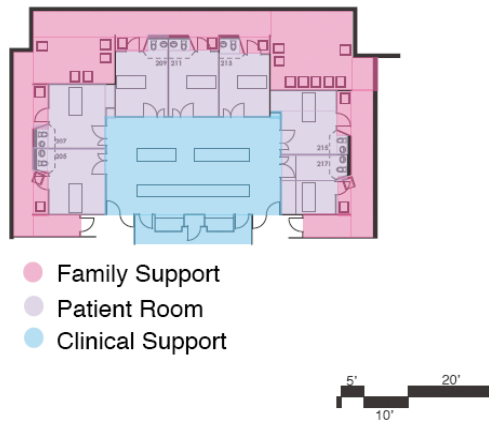 209 211 213
207
205
215
217
Family Support
Patient Room
Clinical Support
5' 20'
10'